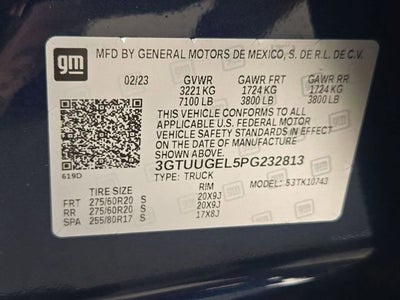 gm
MFD BY GENERAL MOTORS DE MEXICO, S. DE R.L. DE C.V.
02/23 GVWR GAWR FRT GAWR RR
3221 KG 1724 KG 1724 KG
7100 LB 3800 LB 3800 LB
THIS VEHICLE CONFORMS TO ALL
APPLICABLE U.S. FEDERAL MOTOR
VEHICLE SAFETY STANDARDS IN EFFECT
ON THE DATE OF MANUFACTURE
SHOWN ABOVE.
619D 3GTUUGEL5PG232813
TYPE: TRUCK
TIRE SIZE RIM MODEL: 53TK10743
FRT 275/60R20 S 20X9J
RR 275/60R20 S 20X9J
SPA 255/80R17 S 17X8J